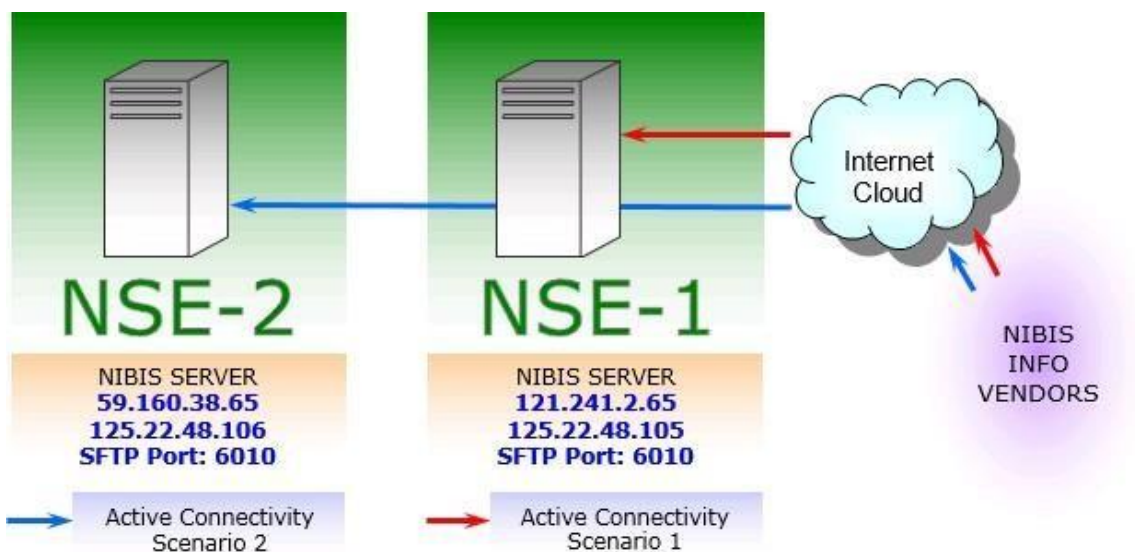 Internet
Cloud
NSE-2
NSE-1
NIBIS
INFO
VENDORS
NIBIS SERVER
59.160.38.65
125.22.48.106
SFTP Port: 6010
NIBIS SERVER
121.241.2.65
125.22.48.105
SFTP Port: 6010
Active Connectivity
Scenario 2
Active Connectivity
Scenario 1